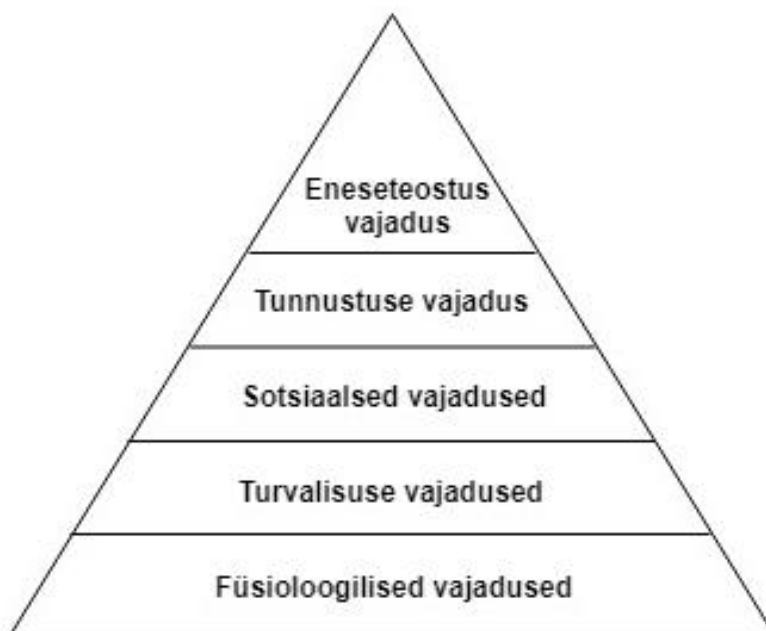 Eneseteostus
vajadus
Tunnustuse vajadus
Sotsiaalsed vajadused
Turvalisuse vajadused
Füsioloogilised vajadused